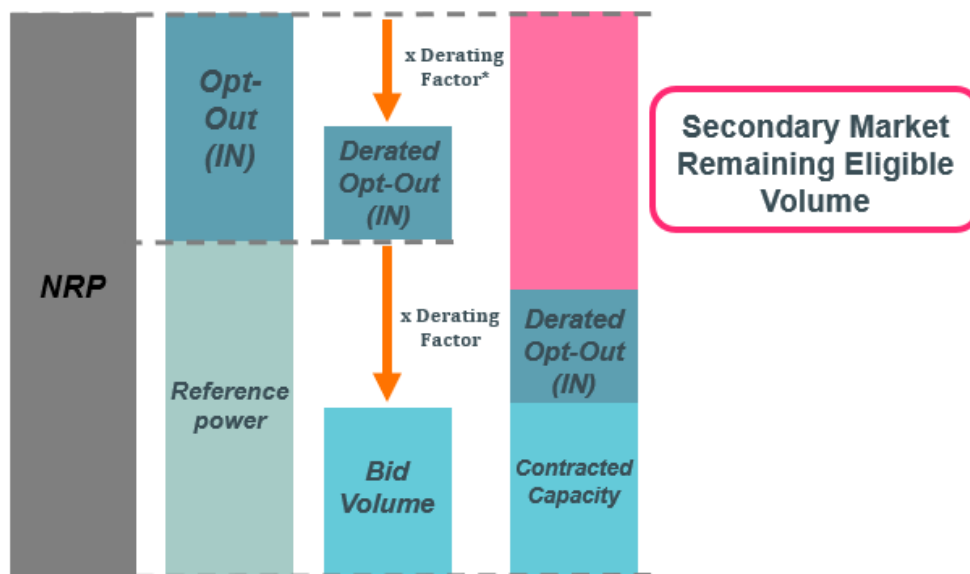 NRP
Opt-
Out
(IN)
Reference
power
x Derating
Factor*
Derated
Opt-Out
(IN)
x Derating
Factor
Bid
Volume
Derated
Opt-Out
(IN)
Contracted
Capacity
Secondary Market
Remaining Eligible
Volume